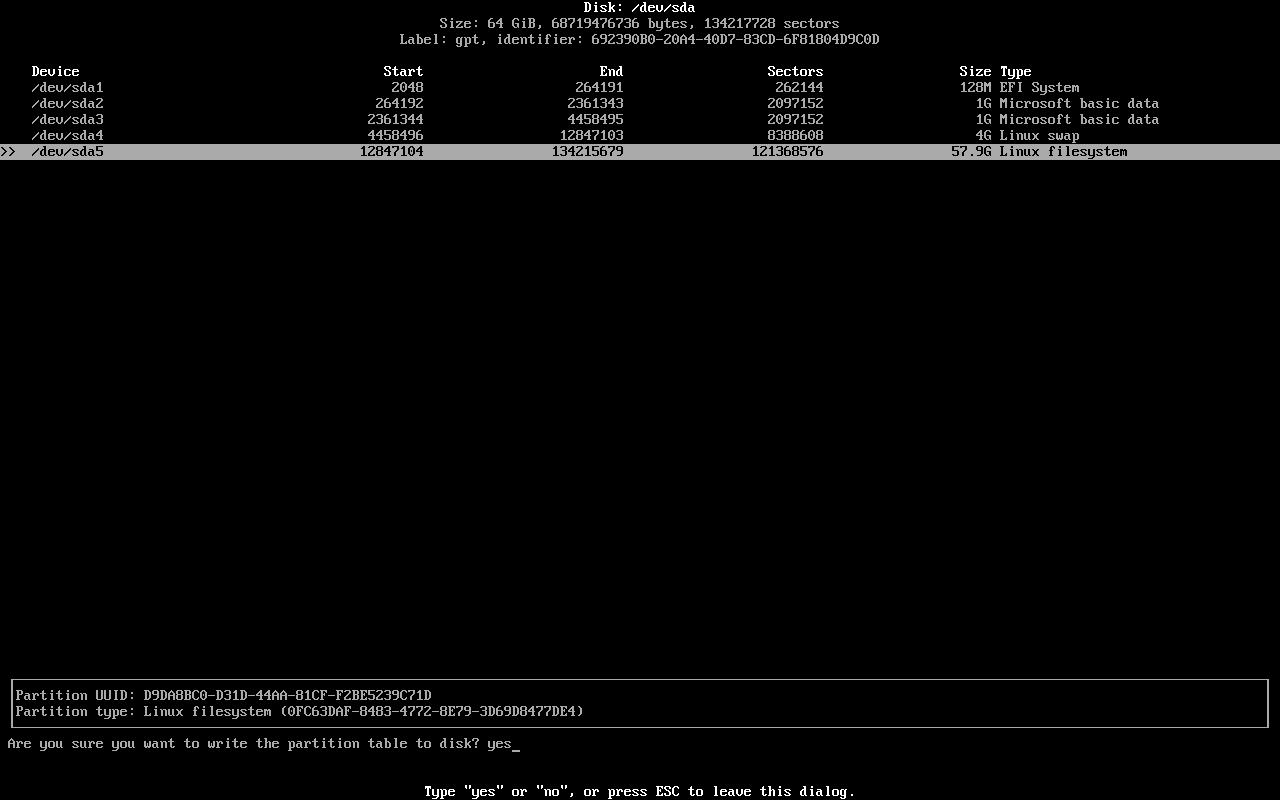 Disk: /dev/sda
Size: 64 GiB, 68719476736 bytes, 134217728 sectors
Label: gpt, identifier: 692390B0-20A4-40D7-83CD-6F81804D9C0D
Device Start End Sectors Size Type
/dev/sda1 2048 264191 262144 128M EFI System
/dev/sda2 264192 2361343 2097152 1G Microsoft basic data
/dev/sda3 2361344 4458495 2097152 1G Microsoft basic data
/dev/sda4 4458496 12847103 8388608 4G Linux swap
>> /dev/sda5 12847104 134215679 121368576 57.9G Linux filesystem
Partition UUID: D9DA8BC0-D31D-44AA-81CF-F2BE5239C71D
Partition type: Linux filesystem (0FC63DAF-8483-4772-8E79-3D69D8477DE4)
Are you sure you want to write the partition table to disk? yes_
Type "yes" or "no", or press ESC to leave this dialog.